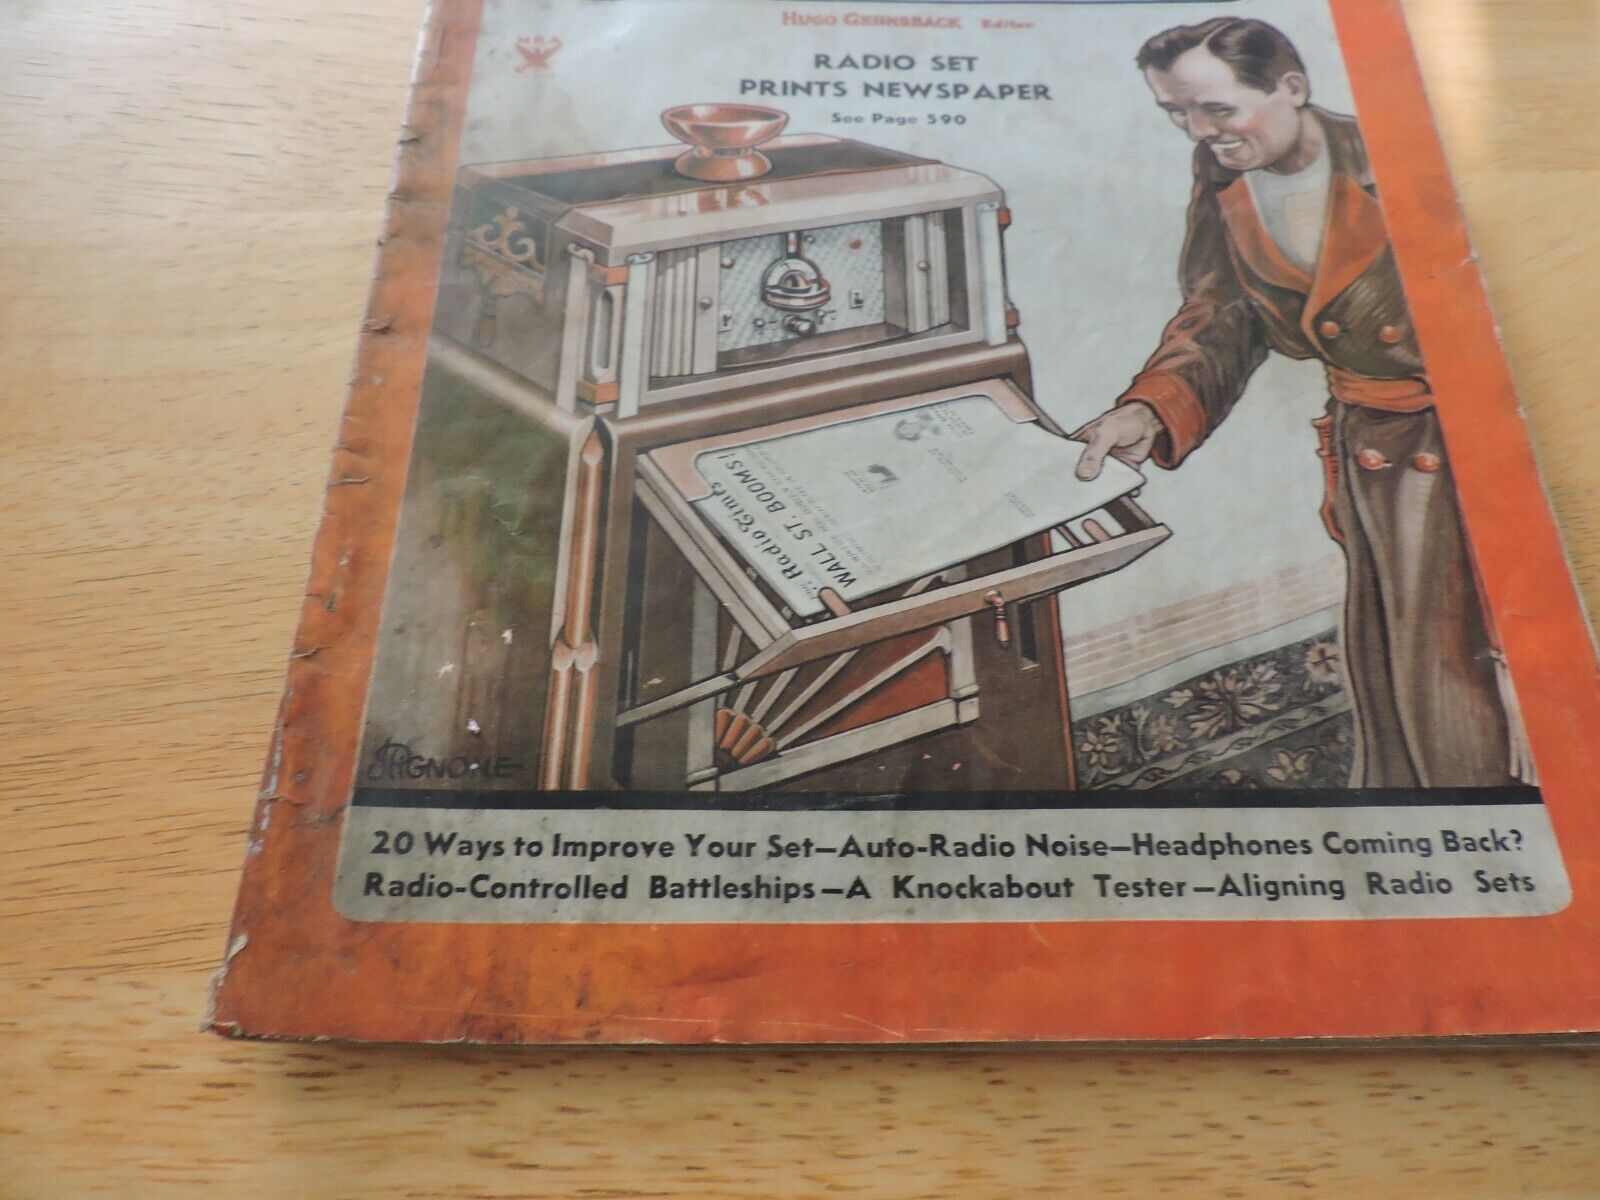 HUGO GERNSBACK Editor
NRA
RADIO SET
PRINTS NEWSPAPER
See Page 590
Radio Times
WALL ST. BOOMS!
20 Ways to Improve Your Set—Auto-Radio Noise—Headphones Coming Back?
Radio-Controlled Battleships—A Knockabout Tester—Aligning Radio Sets